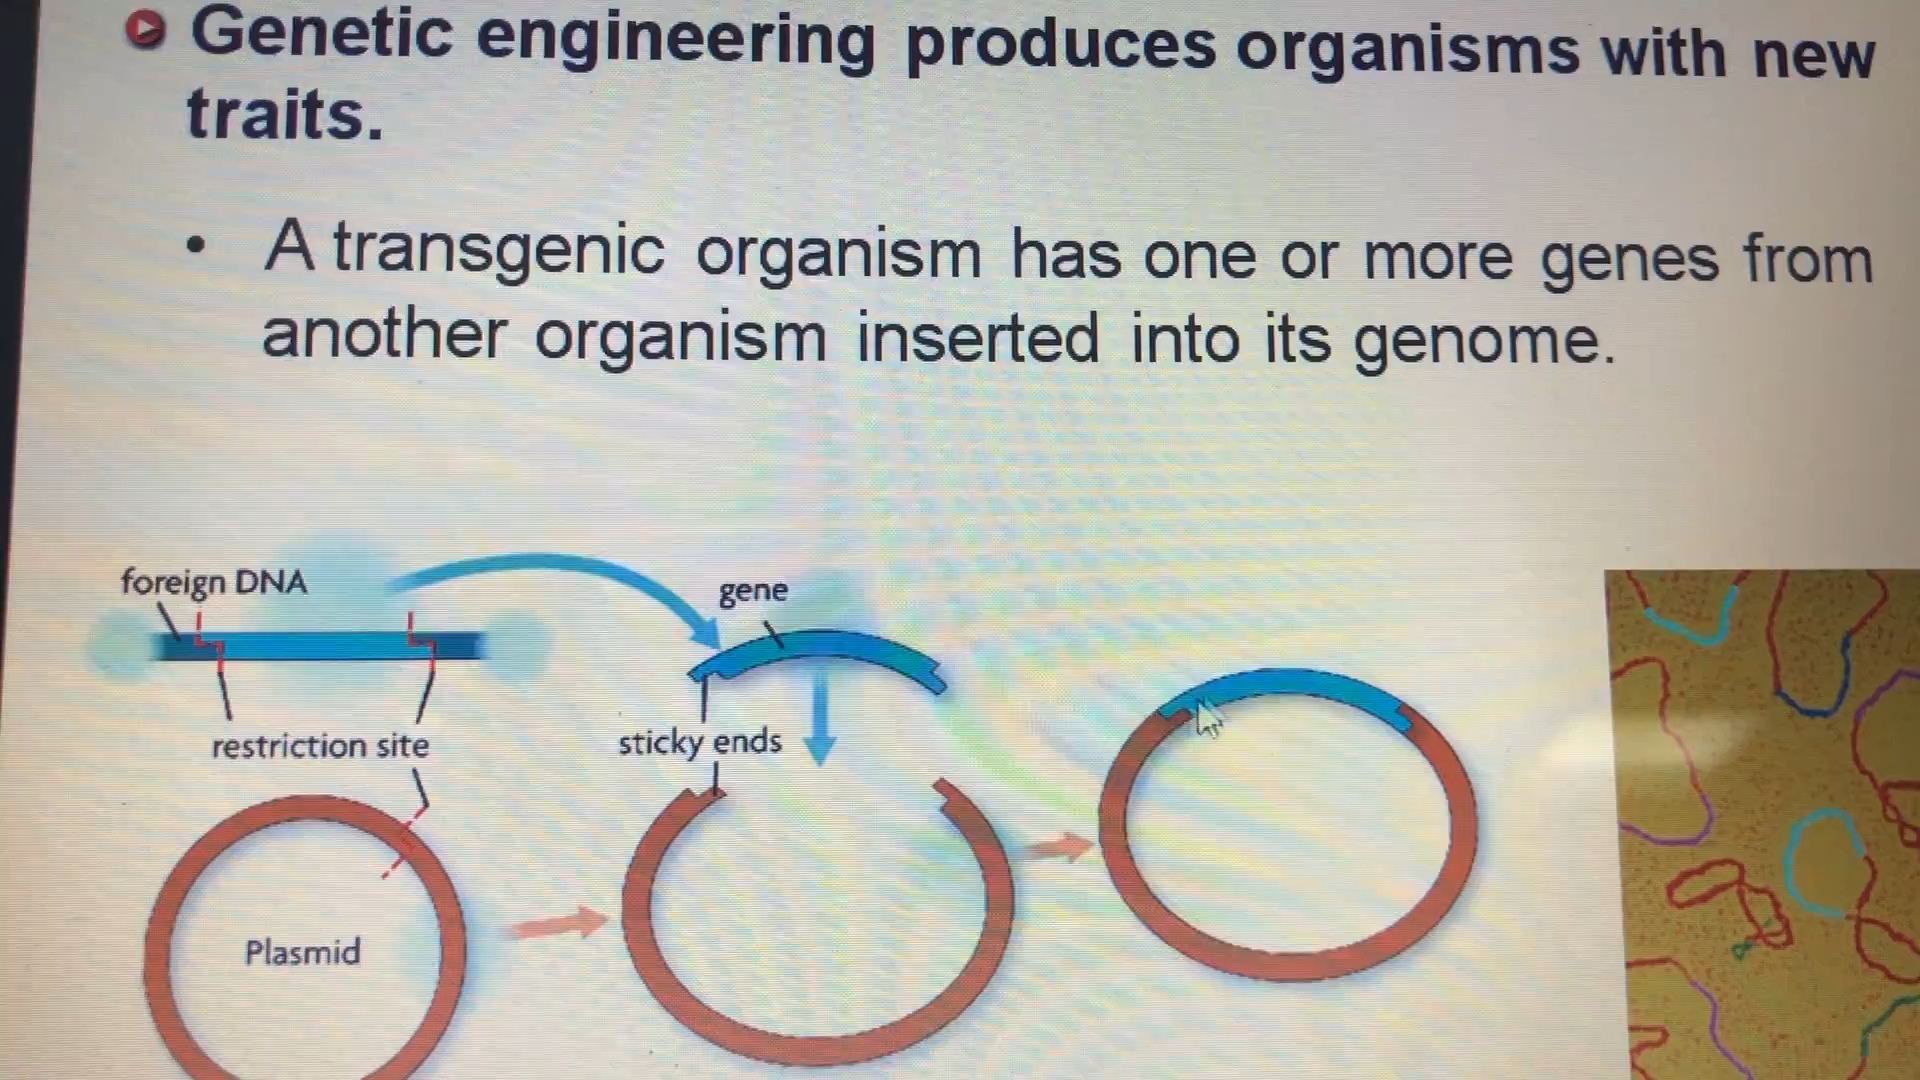 Genetic engineering produces organisms with new
traits.
• A transgenic organism has one or more genes from
another organism inserted into its genome.
foreign DNA
gene
restriction site
sticky ends
Plasmid